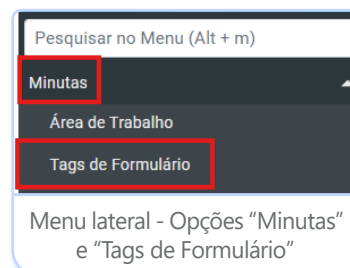 Pesquisar no Menu (Alt + m)
Minutas
Área de Trabalho
Tags de Formulário
Menu lateral - Opções “Minutas”
e “Tags de Formulário”